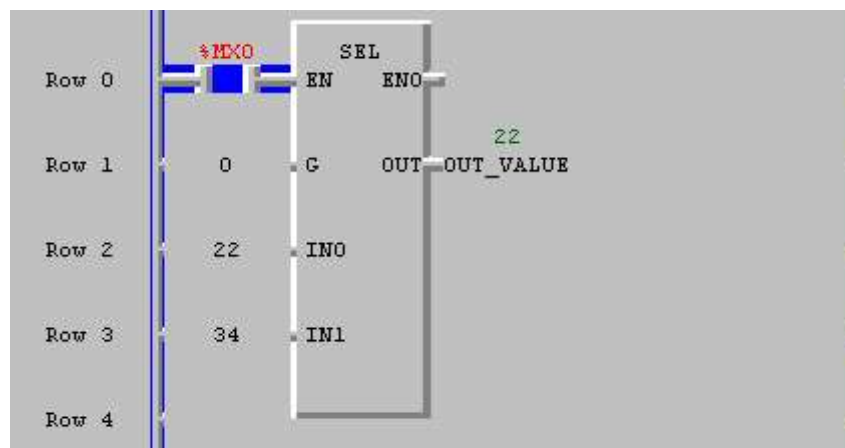 %MX0 SEL
Row 0 EN ENO
22
Row 1 0 G OUT OUT_VALUE
Row 2 22 IN0
Row 3 34 IN1
Row 4